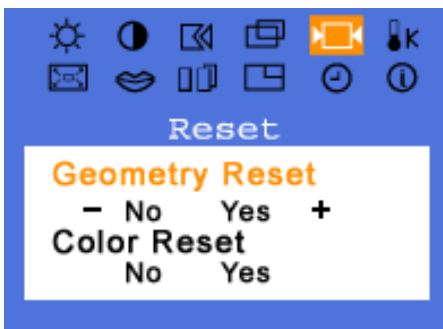 K
Reset
Geometry Reset
- No Yes +
Color Reset
No Yes